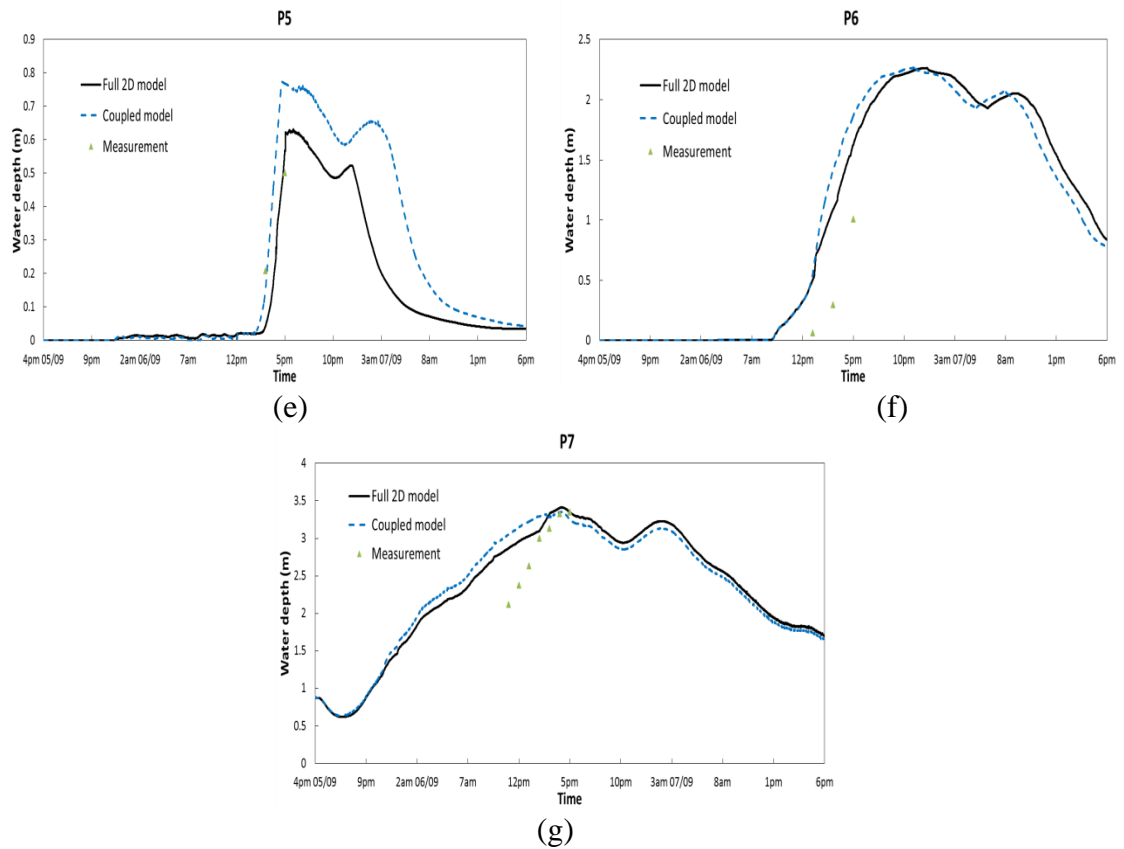 P5
Water depth (m)
0.9
0.8
0.7
0.6
0.5
0.4
0.3
0.2
0.1
0
Full 2D model
Coupled model
Measurement
4pm 05/09 9pm 2am 06/09 7am 12pm 5pm 10pm 3am 07/09 8am 1pm 6pm
Time
(e)
P6
Water depth (m)
2.5
2
1.5
1
0.5
0
Full 2D model
Coupled model
Measurement
4pm 05/09 9pm 2am 06/09 7am 12pm 5pm 10pm 3am 07/09 8am 1pm 6pm
Time
(f)
P7
Water depth (m)
4
3.5
3
2.5
2
1.5
1
0.5
0
Full 2D model
Coupled model
Measurement
4pm 05/09 9pm 2am 06/09 7am 12pm 5pm 10pm 3am 07/09 8am 1pm 6pm
Time
(g)